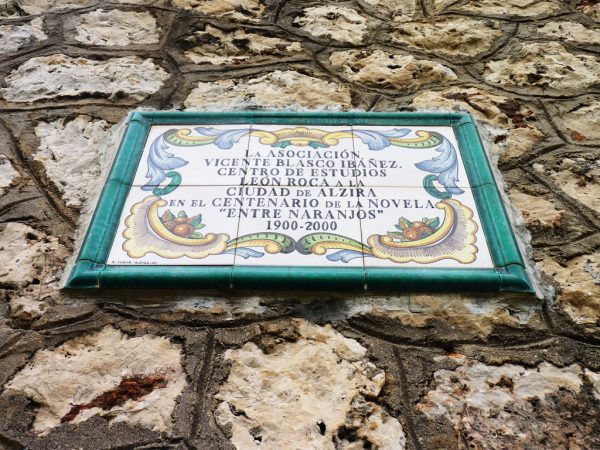 LA ASOCIACIÓN,
VICENTE BLASCO IBÁÑEZ.
CENTRO DE ESTUDIOS
LEÓN ROCA A LA
CIUDAD DE ALZIRA
EN EL CENTENARIO DE LA NOVELA
"ENTRE NARANJOS"
1900-2000